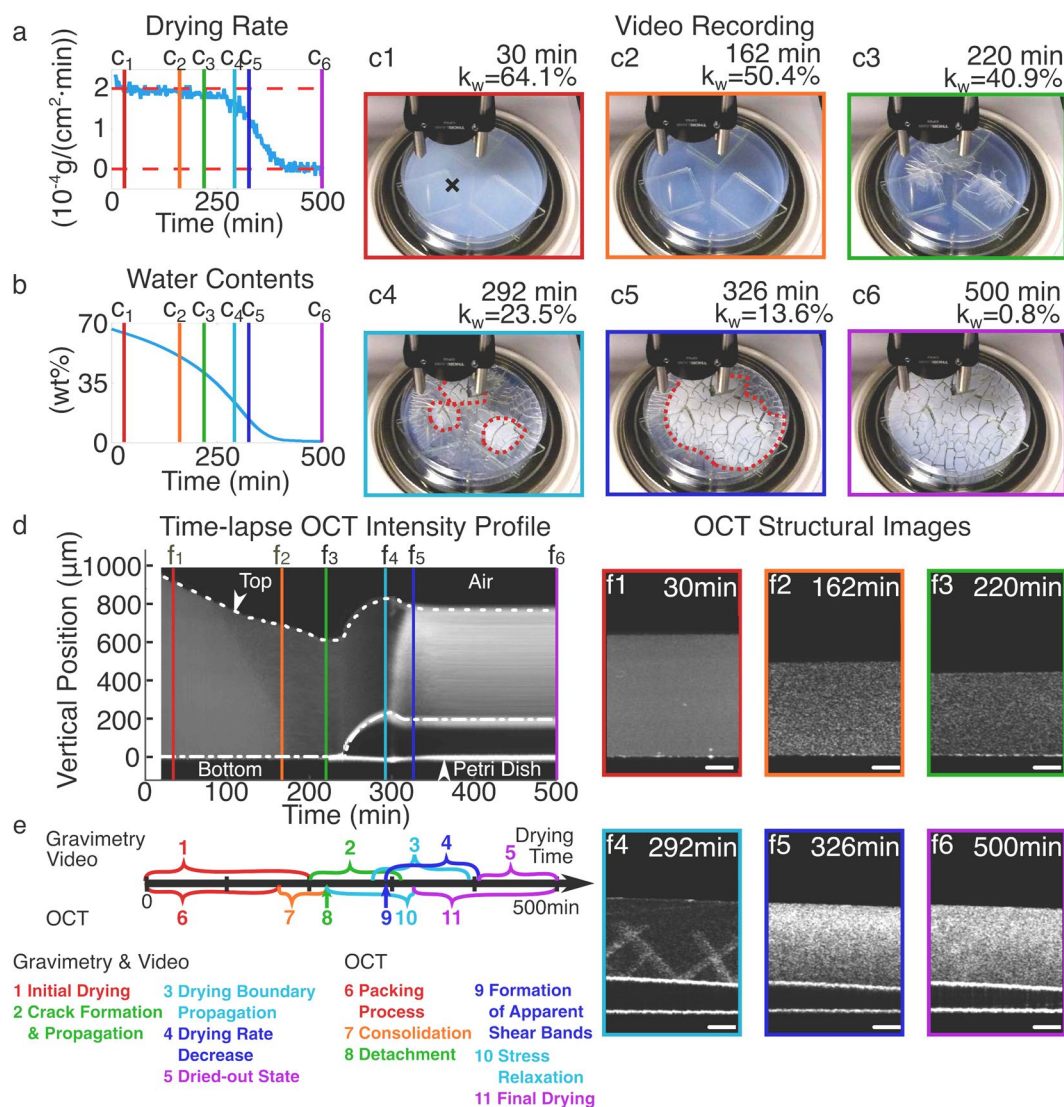 a
Drying Rate
c1 c2 c3 c4 c5 c6
2
1
0
(10⁻⁴g/(cm²·min))
0 250 500
Time (min)
Video Recording
c1 30 min
kw=64.1%
c2 162 min
kw=50.4%
c3 220 min
kw=40.9%
b
Water Contents
c1 c2 c3 c4 c5 c6
70
35
0
(wt%)
0 250 500
Time (min)
c4 292 min
kw=23.5%
c5 326 min
kw=13.6%
c6 500 min
kw=0.8%
d
Time-lapse OCT Intensity Profile
f1 f2 f3 f4 f5 f6
1000
800
600
400
200
0
Vertical Position (µm)
Top
Air
Bottom
Petri Dish
0 100 200 300 400 500
Time (min)
OCT Structural Images
f1 30min
f2 162min
f3 220min
f4 292min
f5 326min
f6 500min
e
Gravimetry
Video
Drying
Time
1 2 3 4 5
0 500min
OCT
6 7 8 9 10 11
Gravimetry & Video
1 Initial Drying
2 Crack Formation
& Propagation
3 Drying Boundary
Propagation
4 Drying Rate
Decrease
5 Dried-out State
OCT
6 Packing
Process
7 Consolidation
8 Detachment
9 Formation
of Apparent
Shear Bands
10 Stress
Relaxation
11 Final Drying